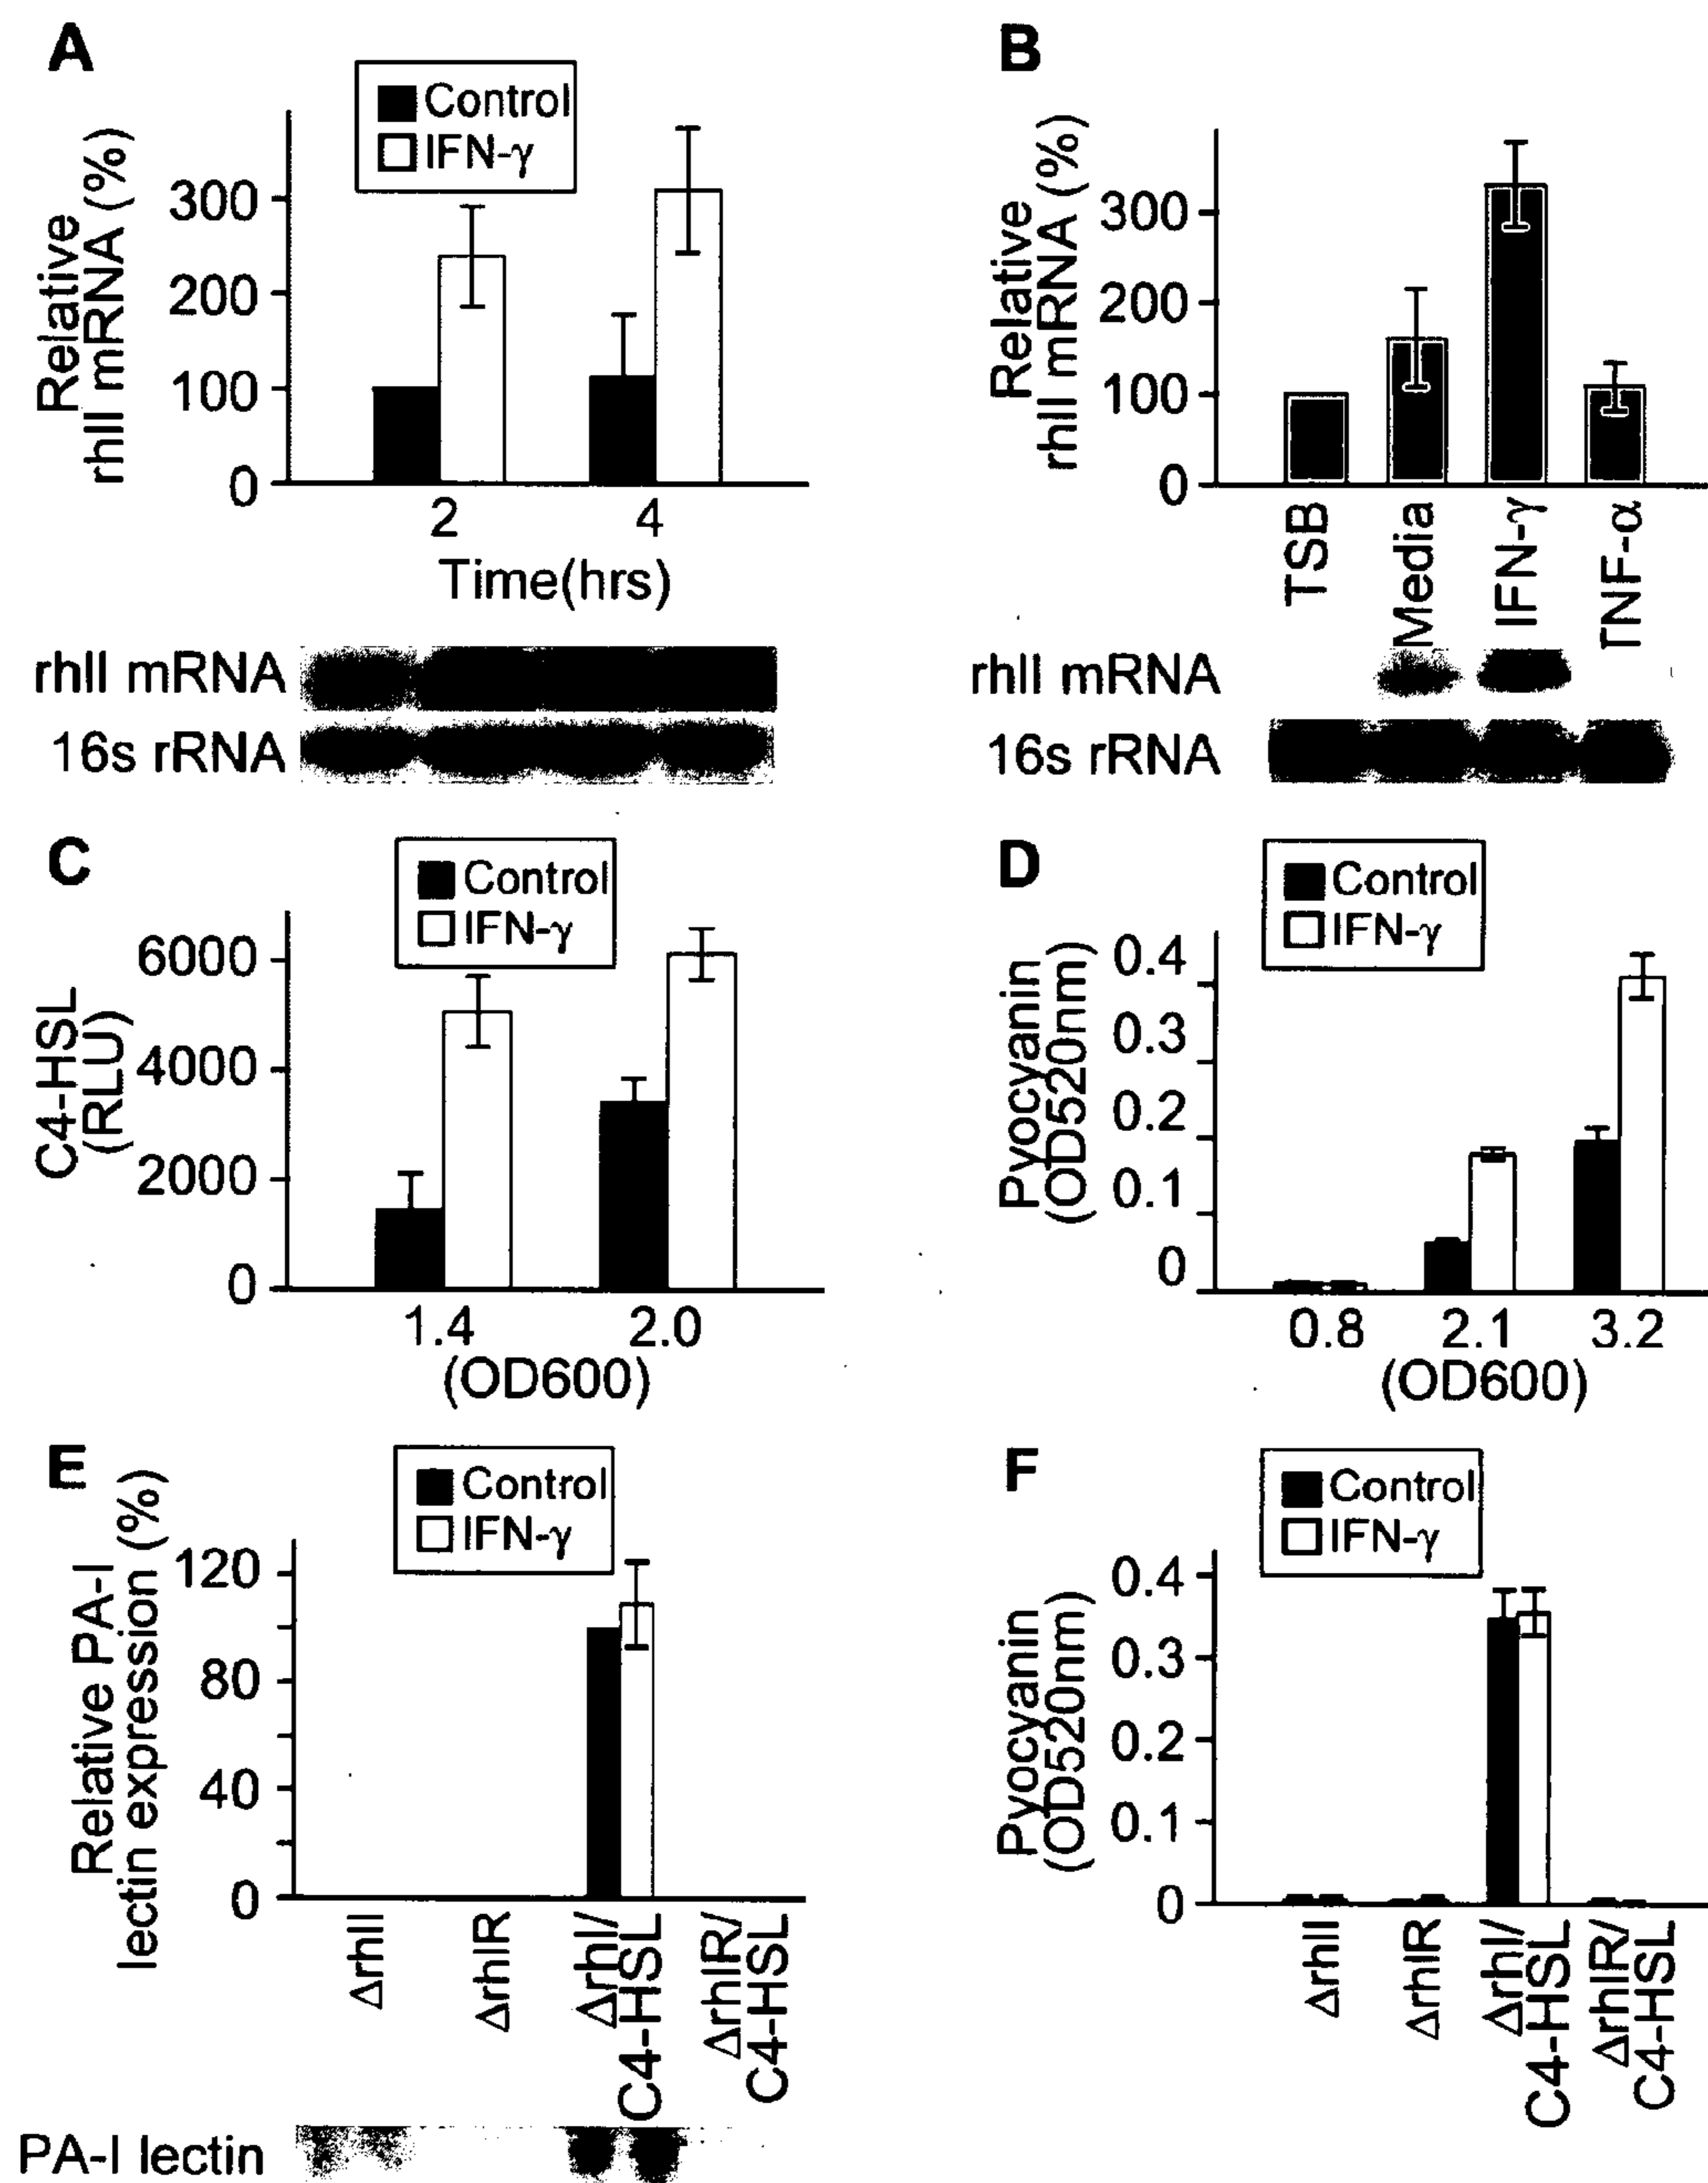 A
Control
IFN-γ
Relative
rhlI mRNA (%)
300
200
100
0
2
4
Time(hrs)
rhlI mRNA
16s rRNA
B
Relative
rhlI mRNA (%)
300
200
100
0
TSB
Media
IFN-γ
TNF-α
rhlI mRNA
16s rRNA
C
Control
IFN-γ
C4-HSL
(RLU)
6000
4000
2000
0
1.4
2.0
(OD600)
D
Control
IFN-γ
Pyocyanin
(OD520nm)
0.4
0.3
0.2
0.1
0
0.8
2.1
3.2
(OD600)
E
Control
IFN-γ
Relative PA-I
lectin expression (%)
120
80
40
0
ΔrhlI
ΔrhlR
Δrhl/
C4-HSL
ΔrhlR/
C4-HSL
PA-I lectin
F
Control
IFN-γ
Pyocyanin
(OD520nm)
0.4
0.3
0.2
0.1
0
ΔrhlI
ΔrhlR
Δrhl/
C4-HSL
ΔrhlR/
C4-HSL